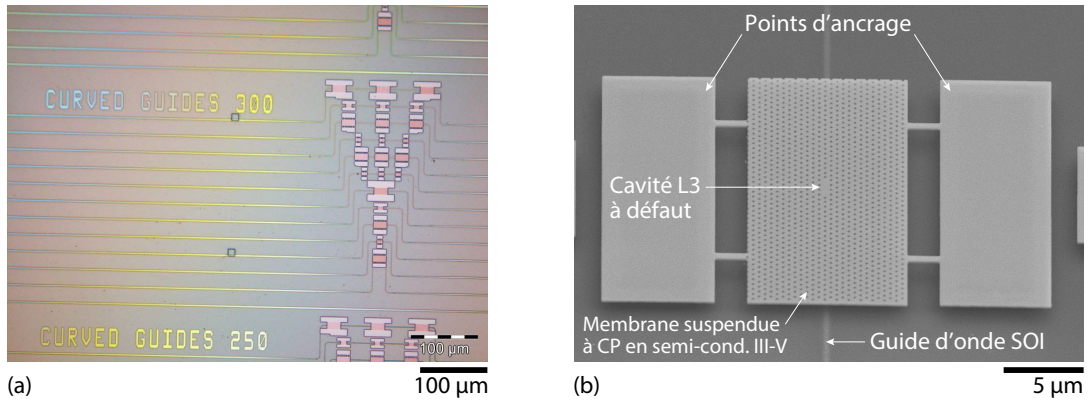 CURVED GUIDES 300
CURVED GUIDES 250
100 µm
(a)
100 µm
Points d’ancrage
Cavité L3
à défaut
Membrane suspendue
à CP en semi-cond. III-V
Guide d’onde SOI
(b)
5 µm